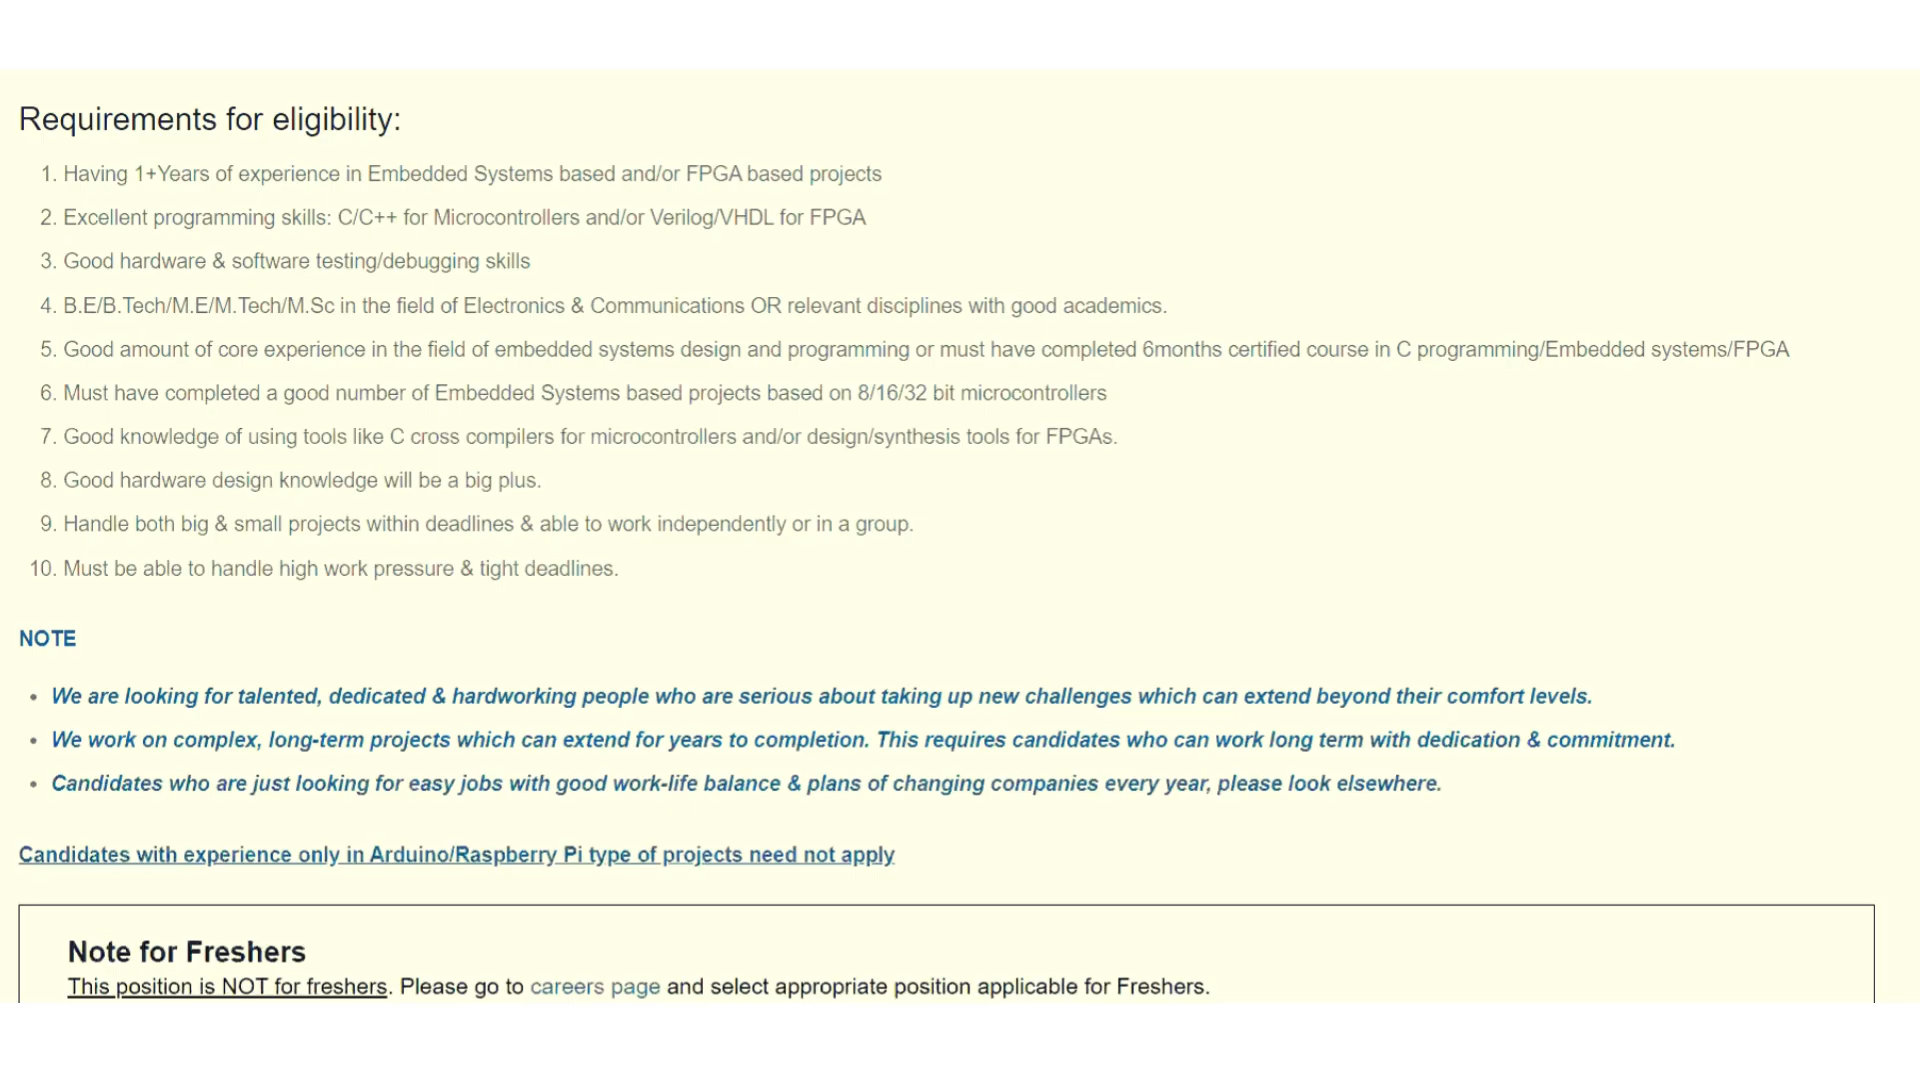 Requirements for eligibility:
1. Having 1+Years of experience in Embedded Systems based and/or FPGA based projects
2. Excellent programming skills: C/C++ for Microcontrollers and/or Verilog/VHDL for FPGA
3. Good hardware & software testing/debugging skills
4. B.E/B.Tech/M.E/M.Tech/M.Sc in the field of Electronics & Communications OR relevant disciplines with good academics.
5. Good amount of core experience in the field of embedded systems design and programming or must have completed 6months certified course in C programming/Embedded systems/FPGA
6. Must have completed a good number of Embedded Systems based projects based on 8/16/32 bit microcontrollers
7. Good knowledge of using tools like C cross compilers for microcontrollers and/or design/synthesis tools for FPGAs.
8. Good hardware design knowledge will be a big plus.
9. Handle both big & small projects within deadlines & able to work independently or in a group.
10. Must be able to handle high work pressure & tight deadlines.
NOTE
• We are looking for talented, dedicated & hardworking people who are serious about taking up new challenges which can extend beyond their comfort levels.
• We work on complex, long-term projects which can extend for years to completion. This requires candidates who can work long term with dedication & commitment.
• Candidates who are just looking for easy jobs with good work-life balance & plans of changing companies every year, please look elsewhere.
Candidates with experience only in Arduino/Raspberry Pi type of projects need not apply
Note for Freshers
This position is NOT for freshers. Please go to careers page and select appropriate position applicable for Freshers.